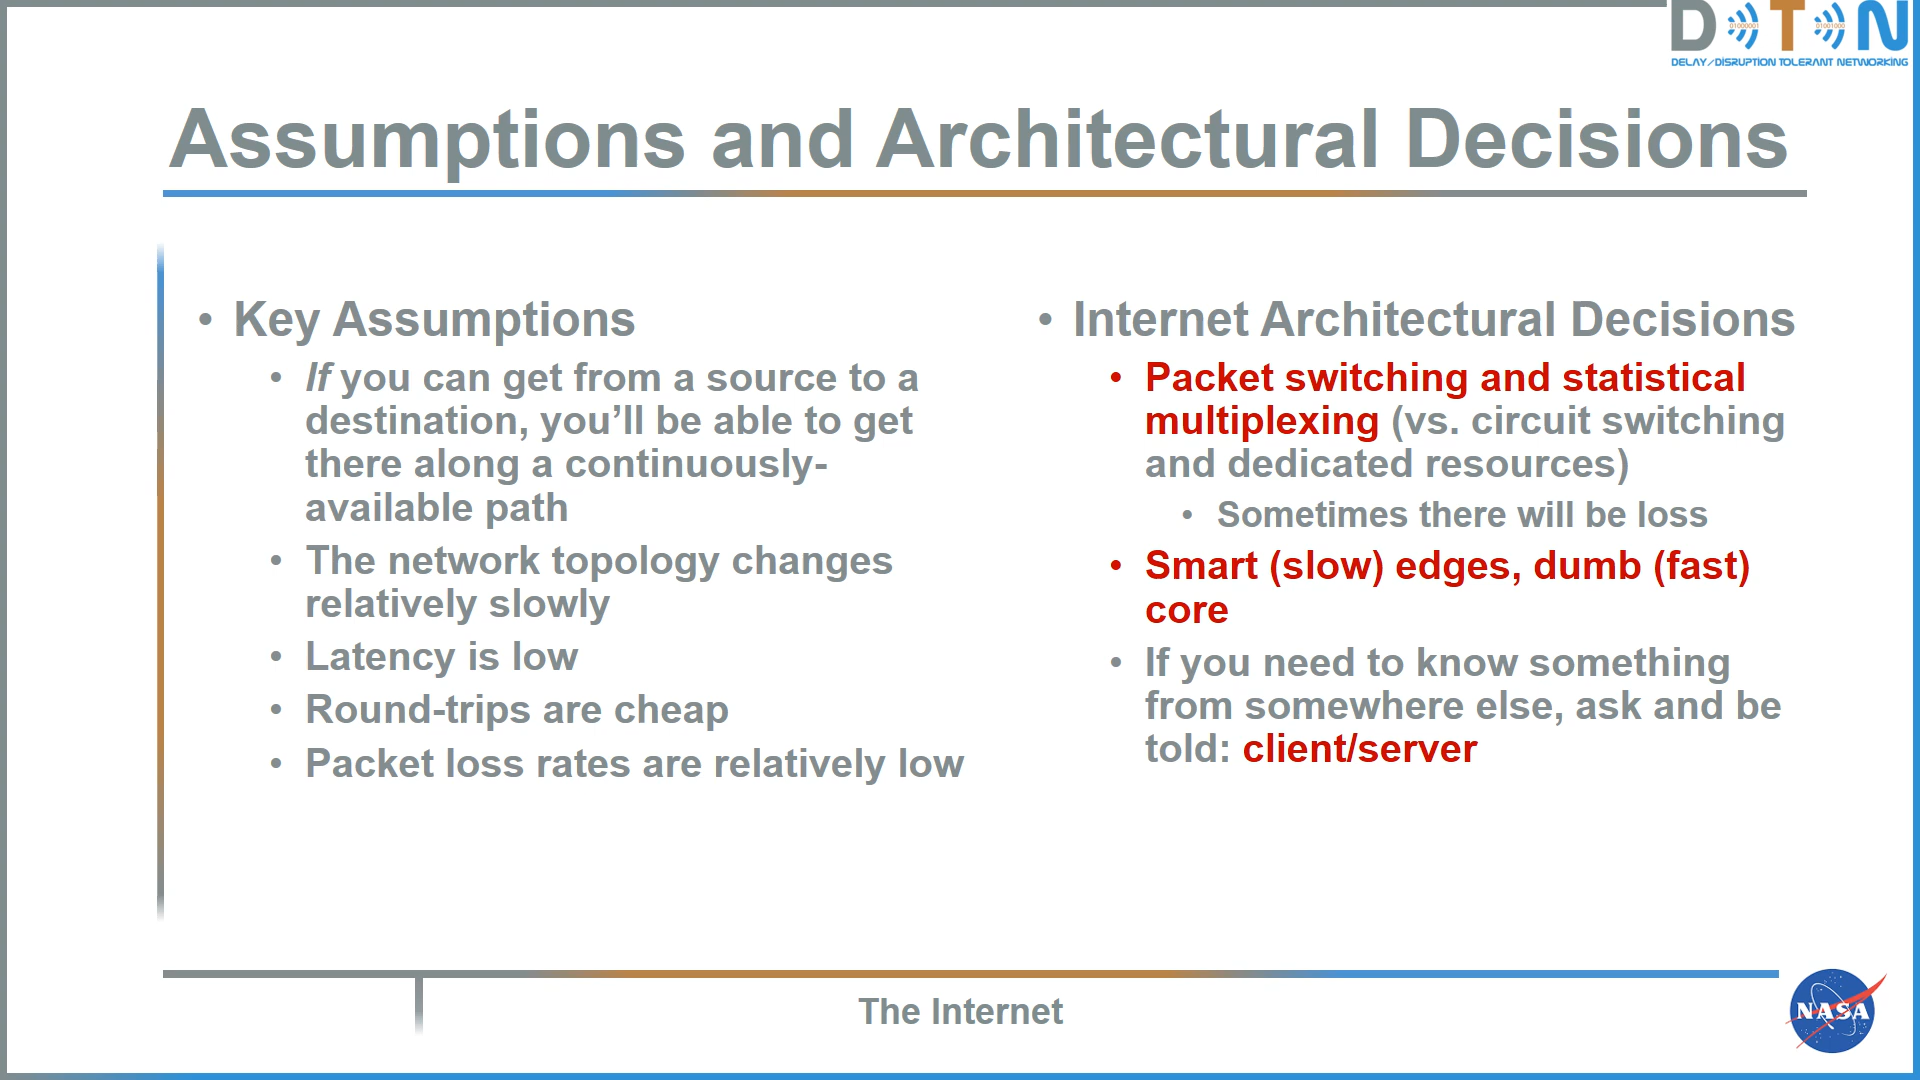 DTN
DELAY/DISRUPTION TOLERANT NETWORKING
Assumptions and Architectural Decisions
• Key Assumptions
• If you can get from a source to a
destination, you’ll be able to get
there along a continuously-
available path
• The network topology changes
relatively slowly
• Latency is low
• Round-trips are cheap
• Packet loss rates are relatively low
• Internet Architectural Decisions
• Packet switching and statistical
multiplexing (vs. circuit switching
and dedicated resources)
• Sometimes there will be loss
• Smart (slow) edges, dumb (fast)
core
• If you need to know something
from somewhere else, ask and be
told: client/server
The Internet
NASA